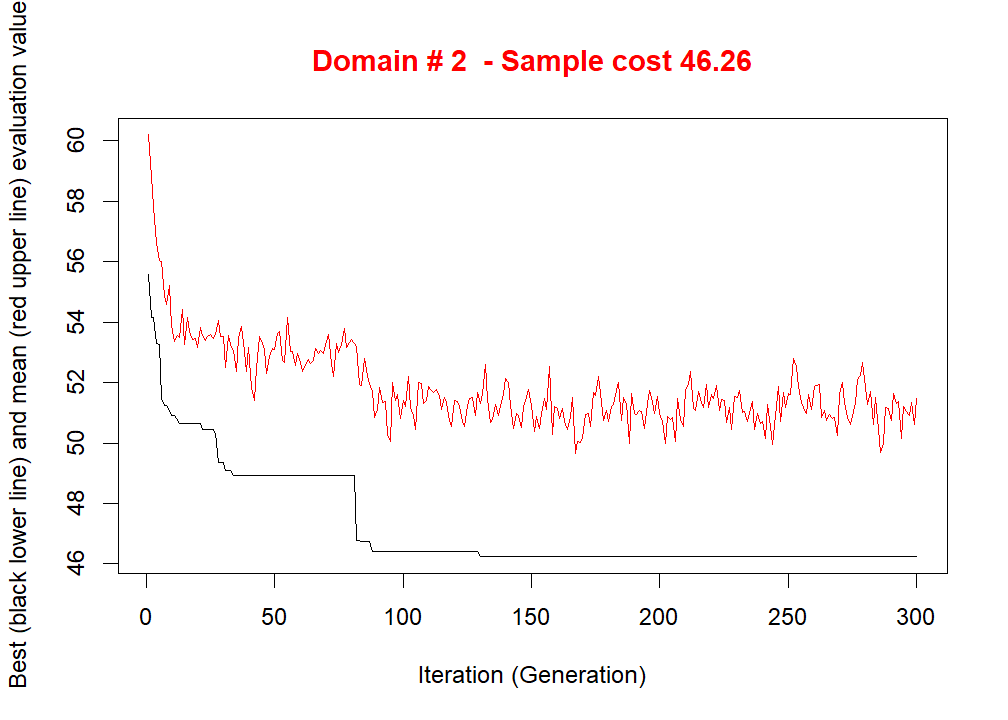 Domain # 2  - Sample cost 46.26
Best (black lower line) and mean (red upper line) evaluation value
60
58
56
54
52
50
48
46
0 50 100 150 200 250 300
Iteration (Generation)